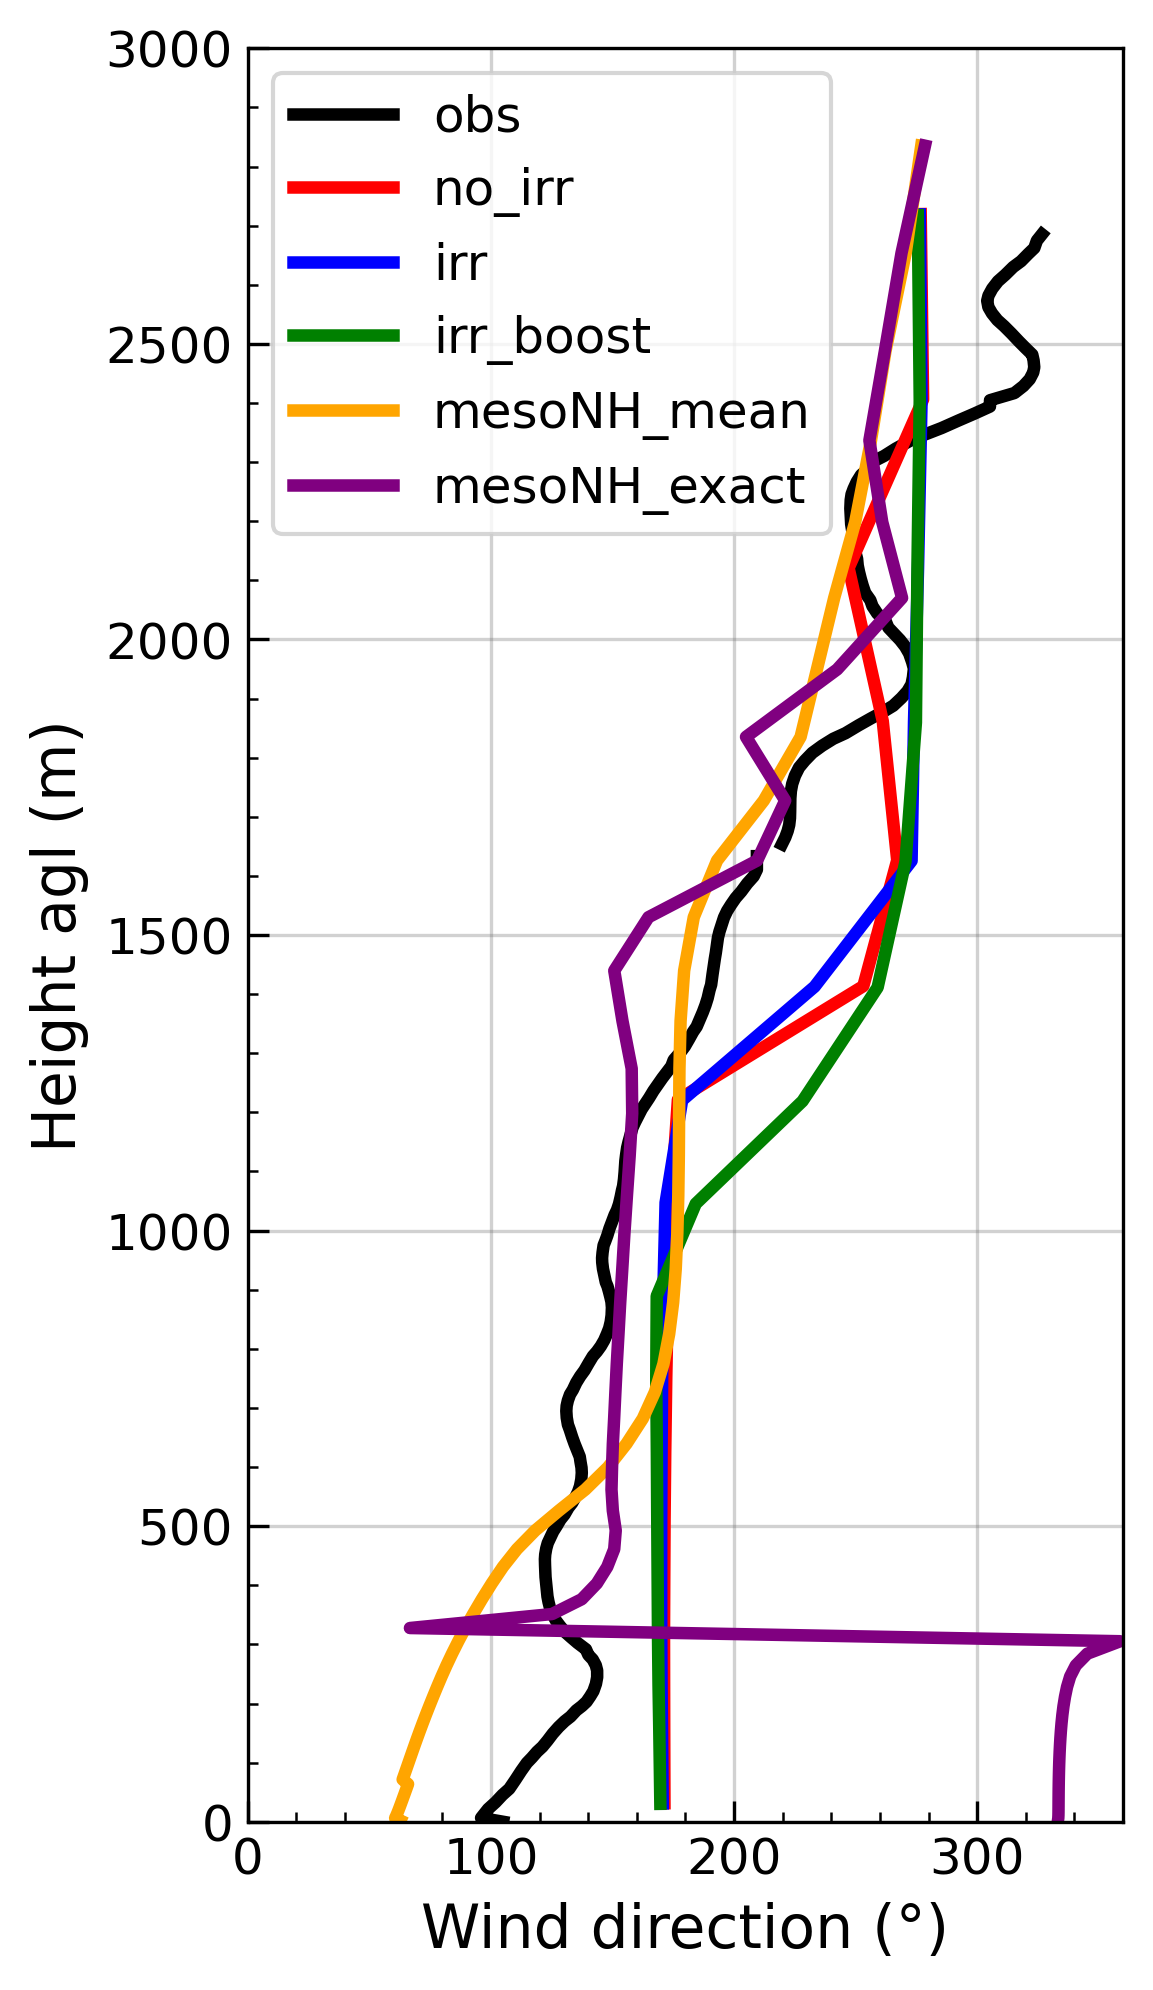 3000
2500
2000
1500
1000
500
0
Height agl (m)
obs
no_irr
irr
irr_boost
mesoNH_mean
mesoNH_exact
0 100 200 300
Wind direction (°)